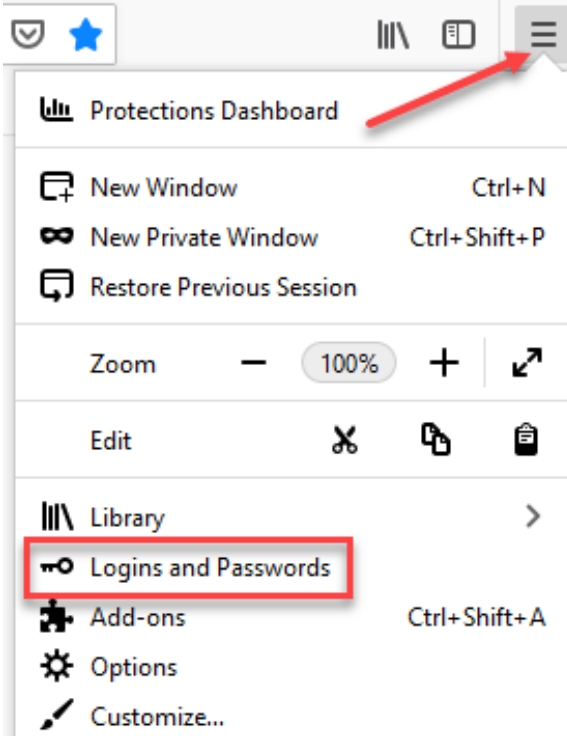 Protections Dashboard
New Window Ctrl+N
New Private Window Ctrl+Shift+P
Restore Previous Session
Zoom 100%
Edit
Library
Logins and Passwords
Add-ons Ctrl+Shift+A
Options
Customize...